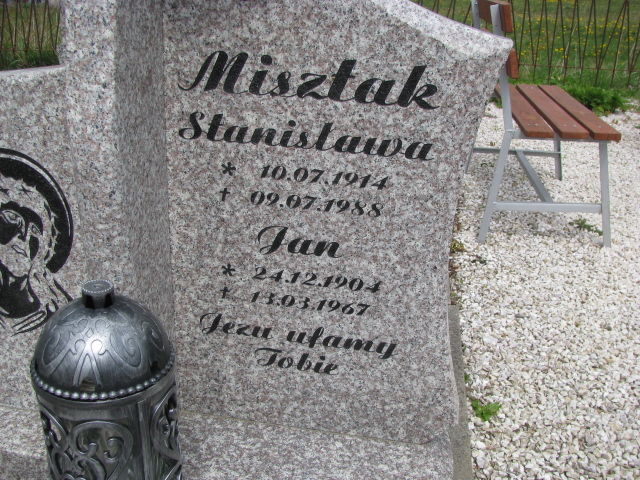 Misztak
Stanisława
* 10.07.1914
† 09.07.1988
Jan
* 24.12.1904
† 13.03.1967
Jezu ufamy
Tobie